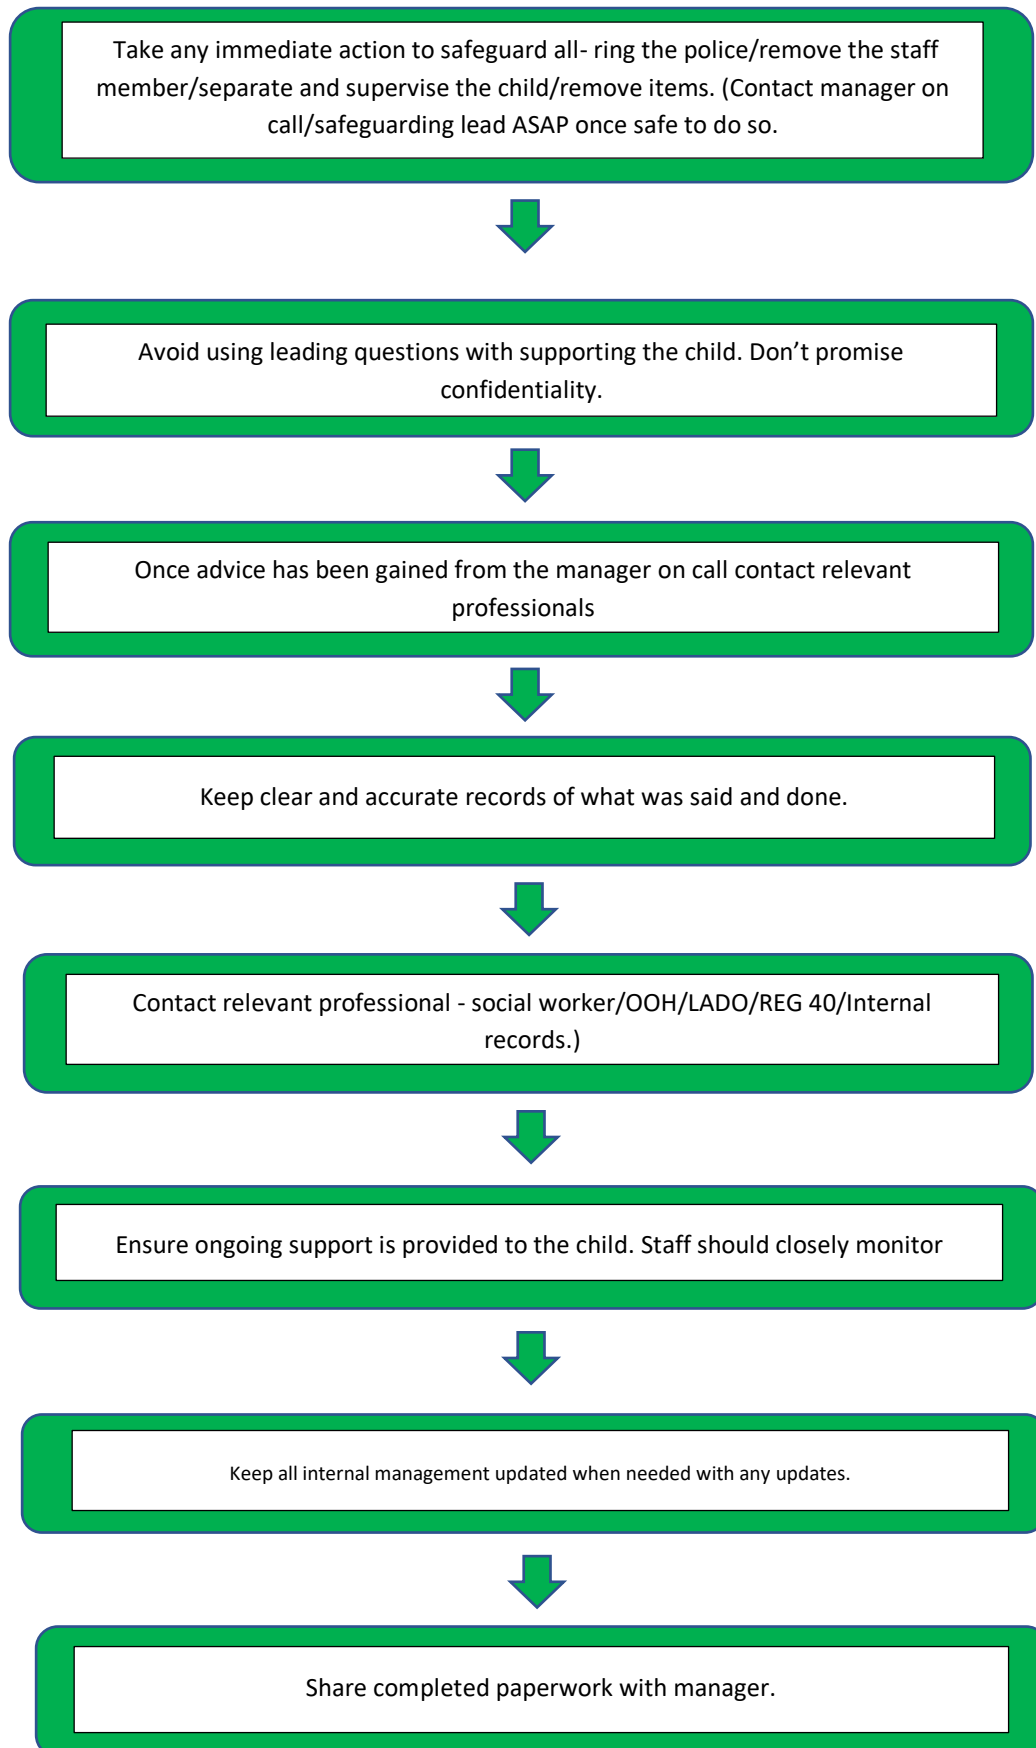 Take any immediate action to safeguard all- ring the police/remove the staff
member/separate and supervise the child/remove items. (Contact manager on
call/safeguarding lead ASAP once safe to do so.
Avoid using leading questions with supporting the child. Don’t promise
confidentiality.
Once advice has been gained from the manager on call contact relevant
professionals
Keep clear and accurate records of what was said and done.
Contact relevant professional - social worker/OOH/LADO/REG 40/Internal
records.)
Ensure ongoing support is provided to the child. Staff should closely monitor
Keep all internal management updated when needed with any updates.
Share completed paperwork with manager.